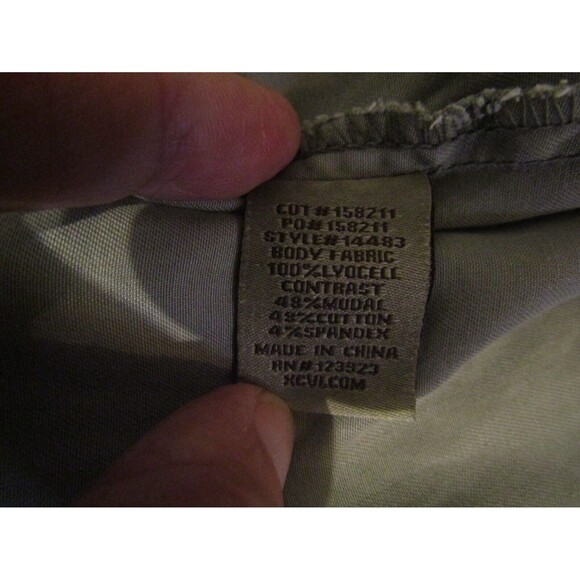 CUT#158211
PO#158211
STYLE#14483
BODY FABRIC
100%LYOCELL
CONTRAST
48%MODAL
48%COTTON
4%SPANDEX
MADE IN CHINA
RN#123923
XCVI.COM